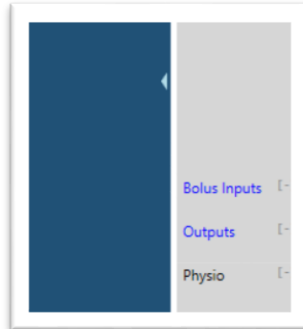 Bolus Inputs [-
Outputs [-
Physio [-